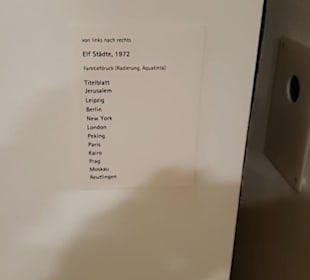 von links nach rechts
Elf Städte, 1972
Farbtiefdruck (Radierung, Aquatinta)
Titelblatt
Jerusalem
Leipzig
Berlin
New York
London
Peking
Paris
Kairo
Prag
Moskau
Reutlingen